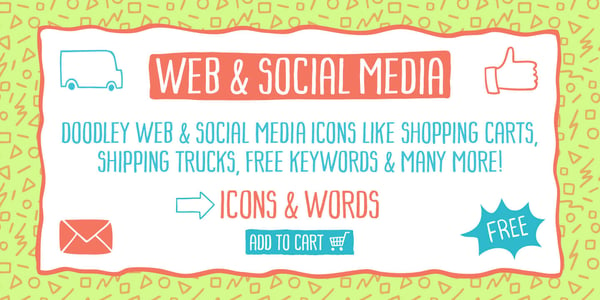 WEB & SOCIAL MEDIA
DOODLEY WEB & SOCIAL MEDIA ICONS LIKE SHOPPING CARTS,
SHIPPING TRUCKS, FREE KEYWORDS & MANY MORE!
ICONS & WORDS
ADD TO CART
FREE